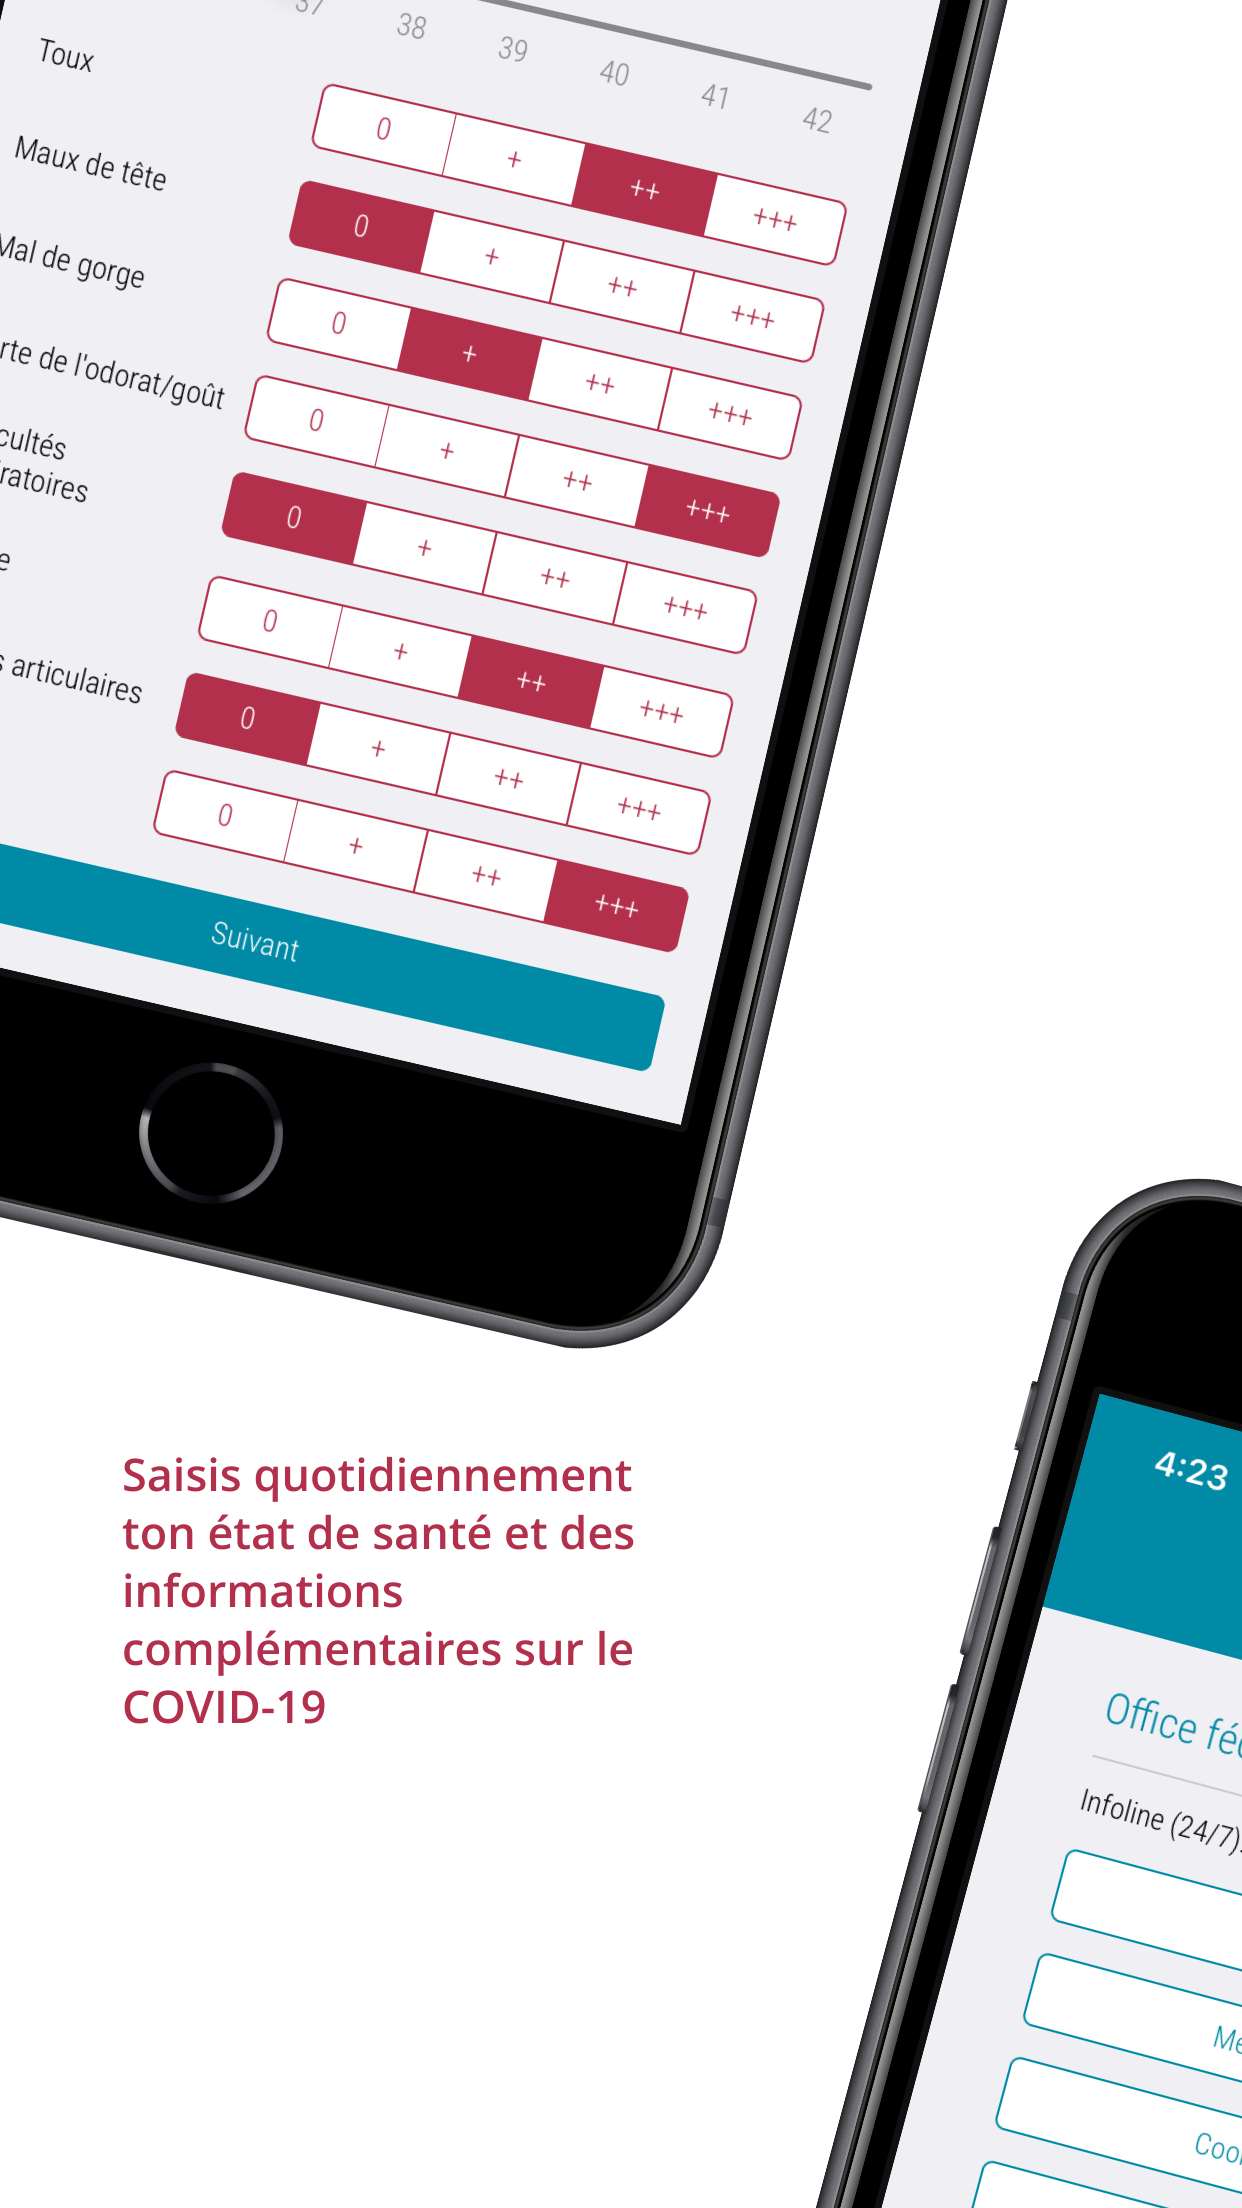 37 38 39 40 41 42
Toux
0 + ++ +++
Maux de tête
0 + ++ +++
Mal de gorge
0 + ++ +++
rte de l'odorat/goût
0 + ++ +++
cultés
ratoires
0 + ++ +++
e
0 + ++ +++
s articulaires
0 + ++ +++
0 + ++ +++
Suivant
Saisis quotidiennement
ton état de santé et des
informations
complémentaires sur le
COVID-19
4:23
Office fé
Infoline (24/7)
Me
Coo